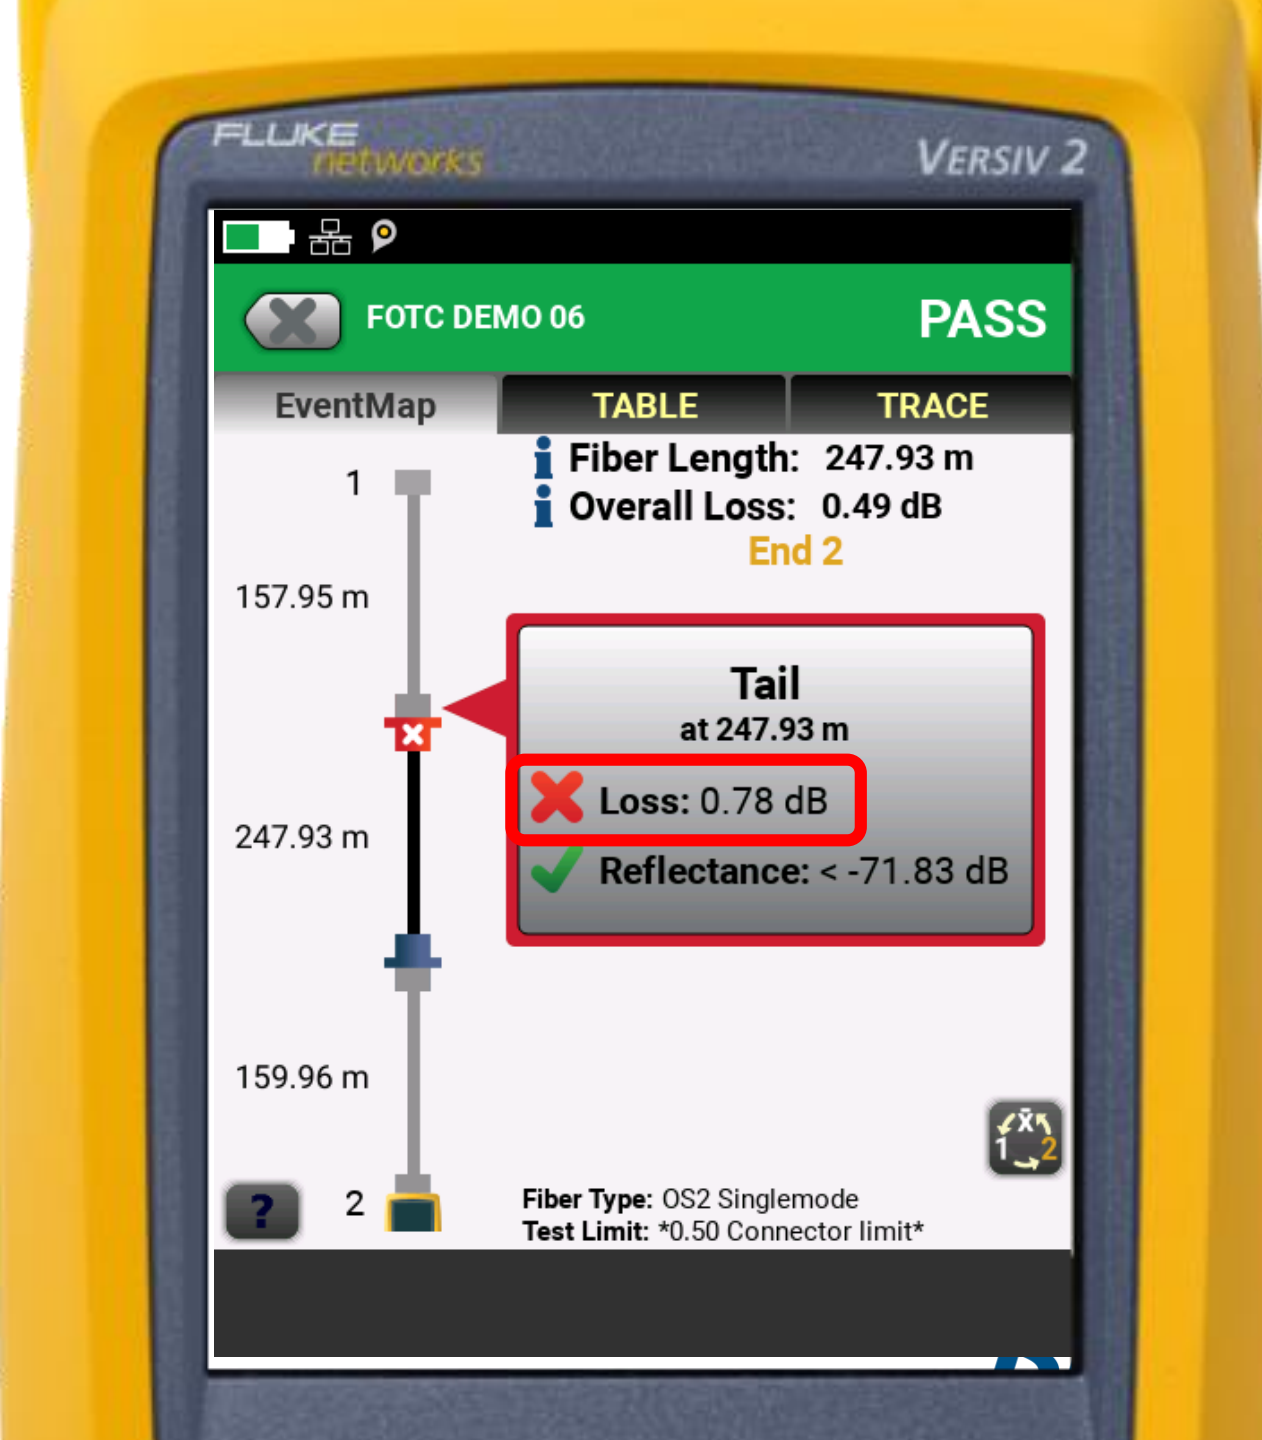 FLUKE
networks
VERSIV 2
FOTC DEMO 06
PASS
EventMap
TABLE
TRACE
Fiber Length: 247.93 m
Overall Loss: 0.49 dB
End 2
1
157.95 m
Tail
at 247.93 m
Loss: 0.78 dB
Reflectance: < -71.83 dB
247.93 m
159.96 m
x̄
1 2
?
2
Fiber Type: OS2 Singlemode
Test Limit: *0.50 Connector limit*